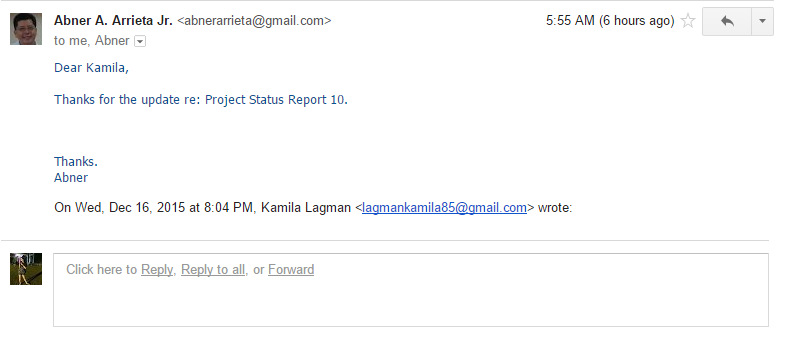 Abner A. Arrieta Jr. <abnerarrieta@gmail.com> 5:55 AM (6 hours ago)
to me, Abner
Dear Kamila,
Thanks for the update re: Project Status Report 10.
Thanks.
Abner
On Wed, Dec 16, 2015 at 8:04 PM, Kamila Lagman <lagmankamila85@gmail.com> wrote:
Click here to Reply, Reply to all, or Forward